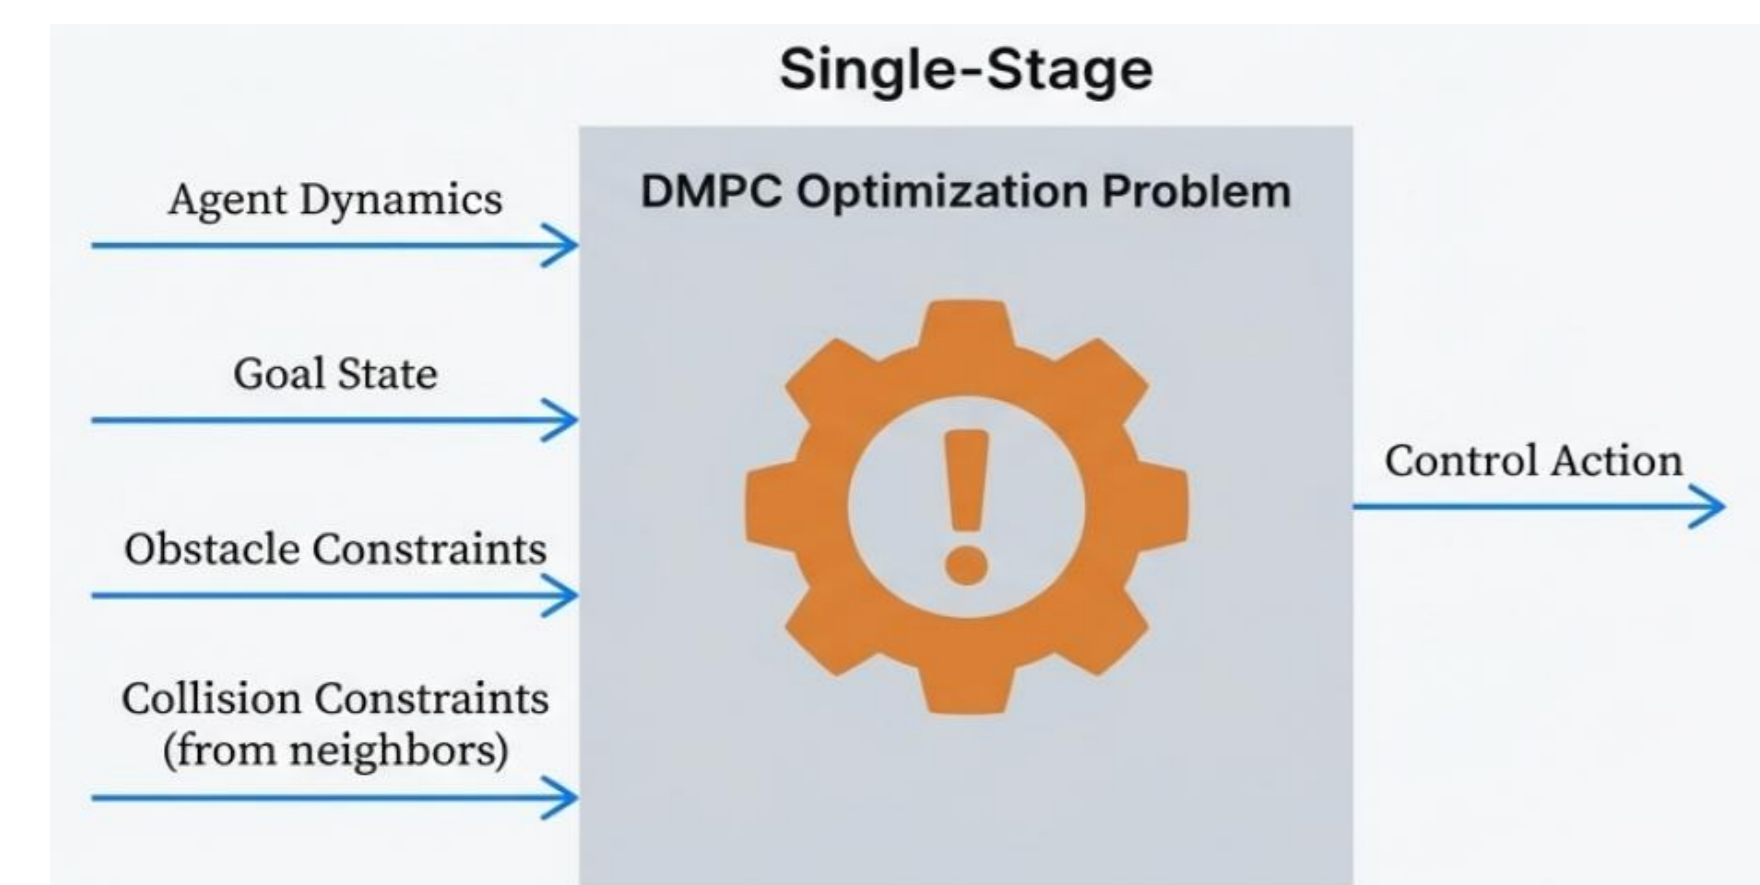 Single-Stage
DMPC Optimization Problem
Agent Dynamics
Goal State
Obstacle Constraints
Collision Constraints
(from neighbors)
Control Action